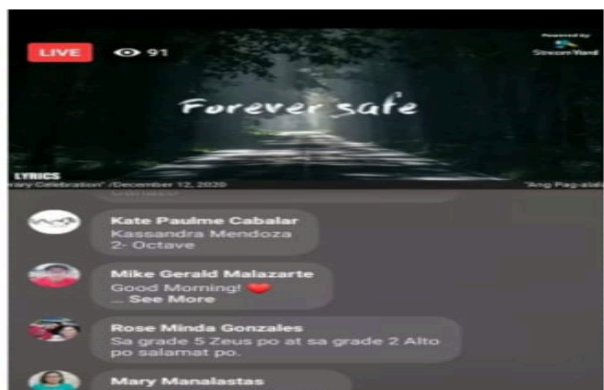 Powered by
LIVE 91
StreamYard
Forever safe
LYRICS
rary Celebration" /December 12, 2020
"Ang Pag-alal
Kate Paulme Cabalar
Kassandra Mendoza
2- Octave
Mike Gerald Malazarte
Good Morning! ❤️
... See More
Rose Minda Gonzales
Sa grade 5 Zeus po at sa grade 2 Alto
po salamat po.
Mary Manalastas